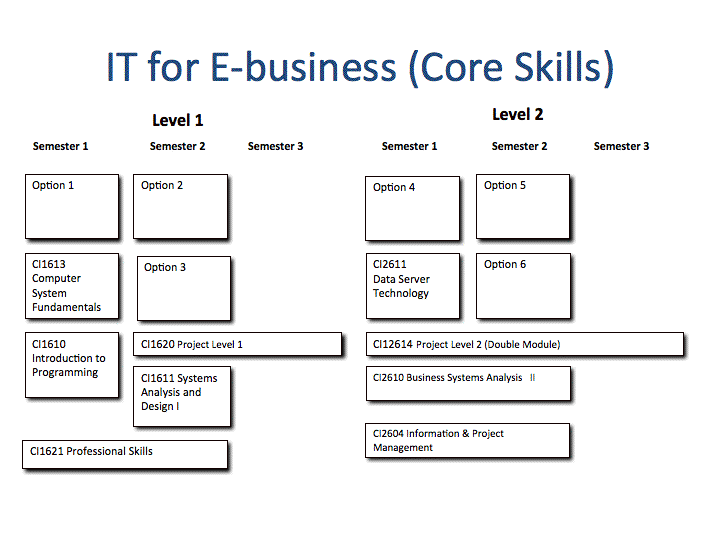 IT for E-business (Core Skills)
Level 1
Level 2
Semester 1
Semester 2
Semester 3
Semester 1
Semester 2
Semester 3
Option 1
Option 2
Option 4
Option 5
CI1613
Computer
System
Fundamentals
Option 3
CI2611
Data Server
Technology
Option 6
CI1610
Introduction to
Programming
CI1620 Project Level 1
CI12614 Project Level 2 (Double Module)
CI1611 Systems
Analysis and
Design I
CI2610 Business Systems Analysis II
CI2604 Information & Project
Management
CI1621 Professional Skills